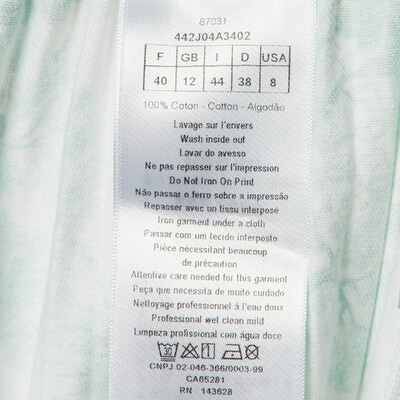 87031
442J04A3402
F GB I D USA
40 12 44 38 8
100% Coton - Cotton - Algodão
Lavage sur l'envers
Wash inside out
Lavar do avesso
Ne pas repasser sur l'impression
Do Not Iron On Print
Não passar o ferro sobre a impressão
Repasser avec un tissu interposé
Iron garment under a cloth
Passar com um tecido interposto
Pièce nécessitant beaucoup
de précaution
Attentive care needed for this garment
Peça que necessita de muito cuidado
Nettoyage professionnel à l'eau doux
Professional wet clean mild
Limpeza profissional com água doce
30
CNPJ 02-046-366/0003-99
CA65281
RN 143628